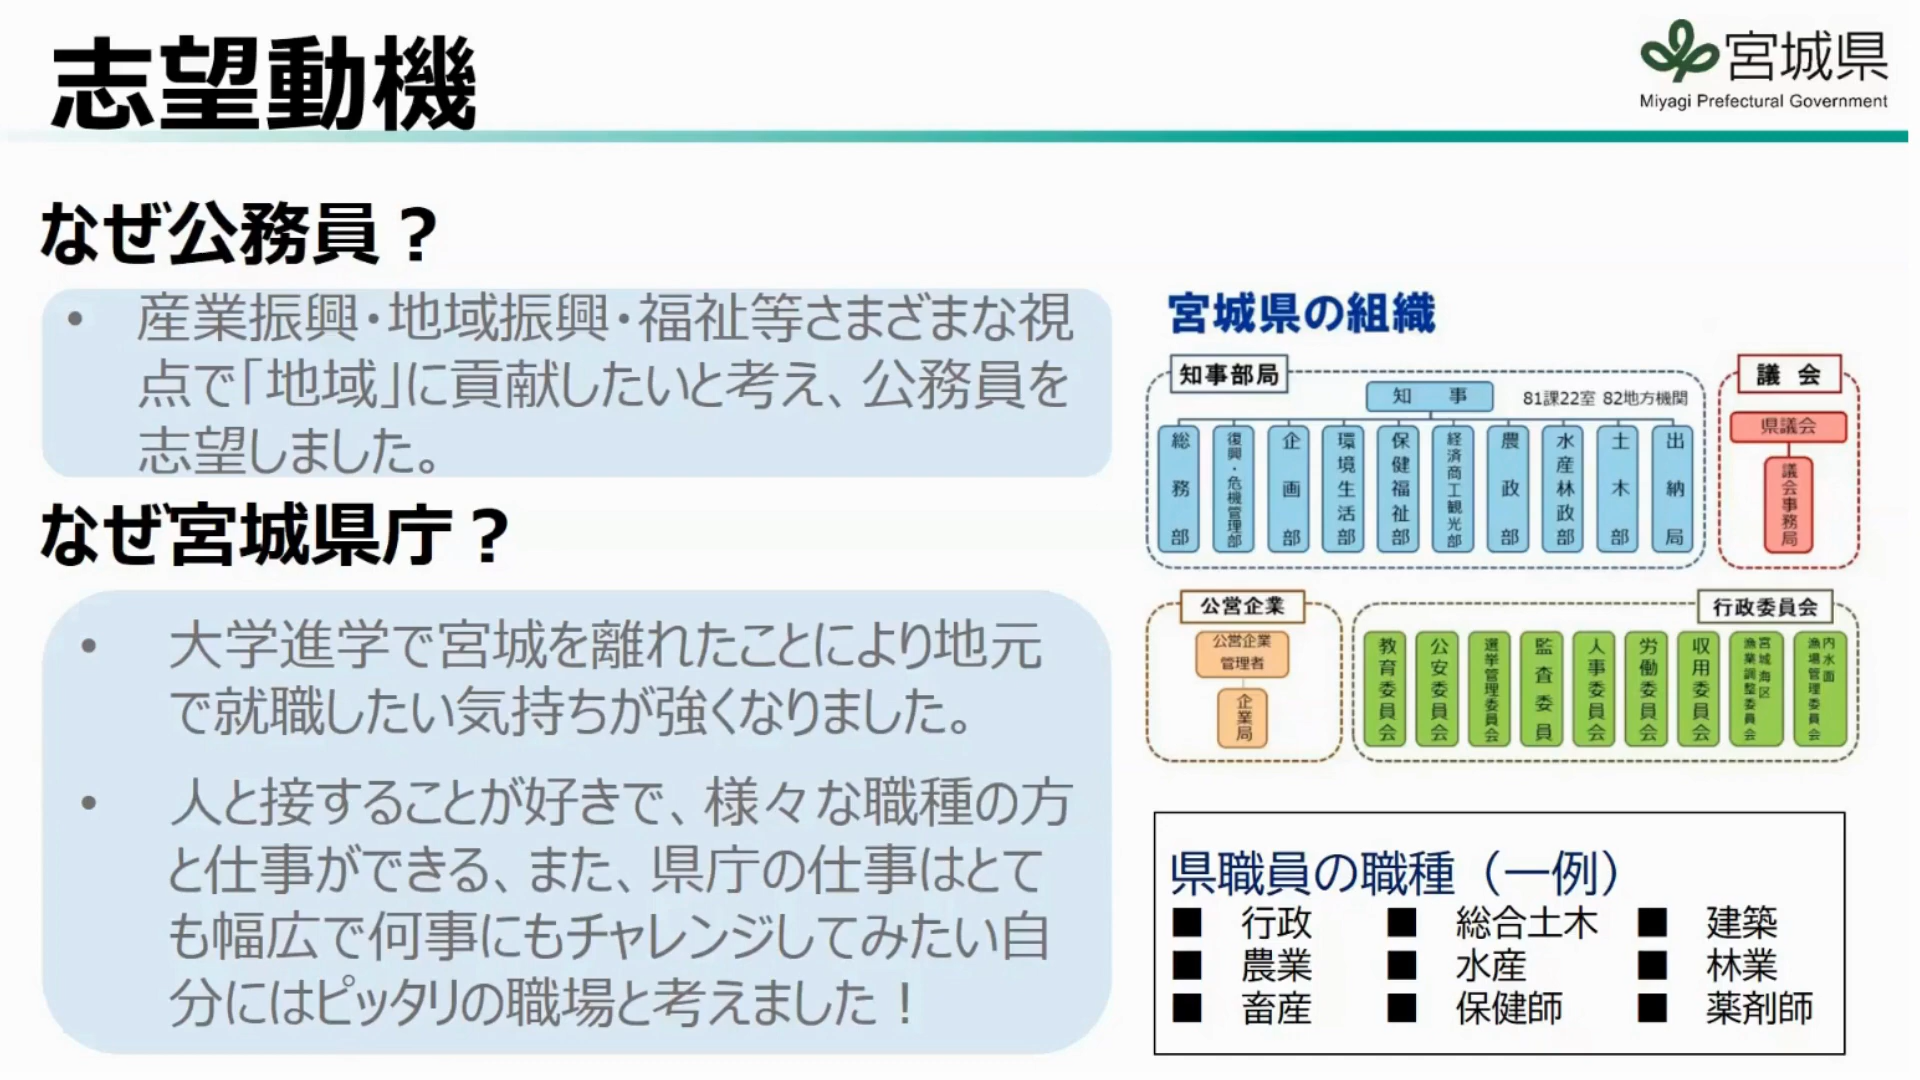 志望動機
宮城県
Miyagi Prefectural Government
なぜ公務員？
• 産業振興・地域振興・福祉等さまざまな視
点で「地域」に貢献したいと考え、公務員を
志望しました。
なぜ宮城県庁？
• 大学進学で宮城を離れたことにより地元
で就職したい気持ちが強くなりました。
• 人と接することが好きで、様々な職種の方
と仕事ができる、また、県庁の仕事はとて
も幅広で何事にもチャレンジしてみたい自
分にはピッタリの職場と考えました！
宮城県の組織
知事部局
知 事
81課22室 82地方機関
総務部
復興・危機管理部
企画部
環境生活部
保健福祉部
経済商工観光部
農政部
水産林政部
土木部
出納局
議 会
県議会
議会事務局
公営企業
公営企業
管理者
企業局
行政委員会
教育委員会
公安委員会
選挙管理委員会
監査委員
人事委員会
労働委員会
収用委員会
宮城海区
漁業調整委員会
内水面
漁場管理委員会
県職員の職種（一例）
■ 行政 ■ 総合土木 ■ 建築
■ 農業 ■ 水産 ■ 林業
■ 畜産 ■ 保健師 ■ 薬剤師